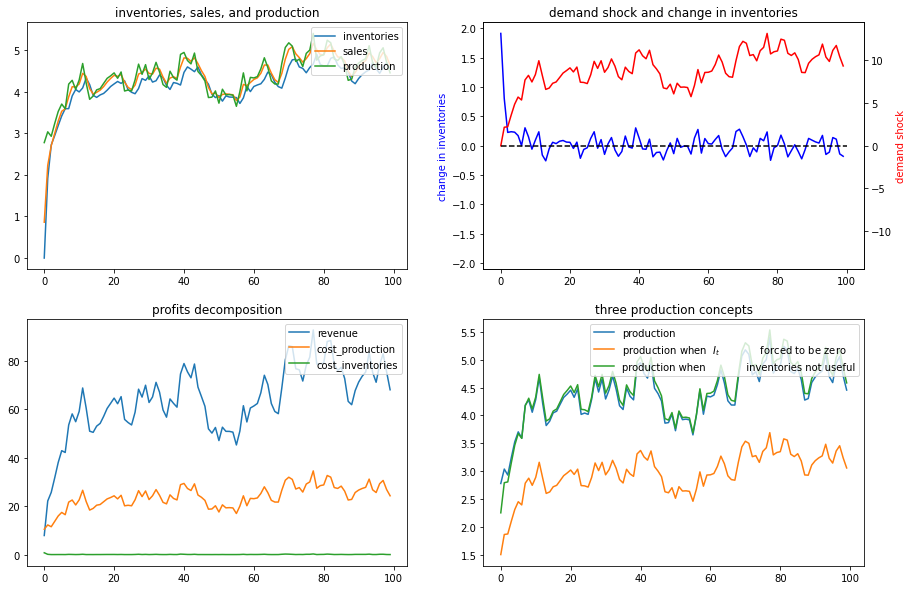 inventories, sales, and production
inventories
sales
production
5
4
3
2
1
0
0 20 40 60 80 100
demand shock and change in inventories
change in inventories
2.0
1.5
1.0
0.5
0.0
−0.5
−1.0
−1.5
−2.0
10
5
0
−5
−10
demand shock
0 20 40 60 80 100
profits decomposition
revenue
cost_production
cost_inventories
80
60
40
20
0
0 20 40 60 80 100
three production concepts
production
production when I_t forced to be zero
production when inventories not useful
5.5
5.0
4.5
4.0
3.5
3.0
2.5
2.0
1.5
0 20 40 60 80 100